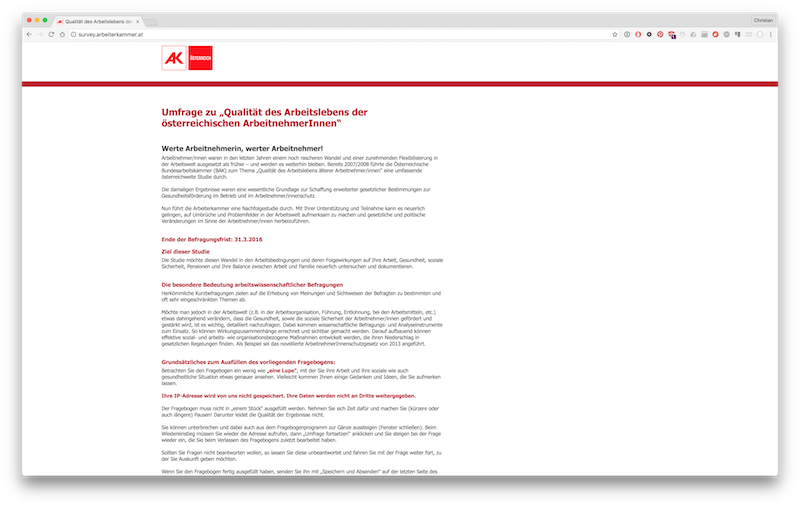 Qualität des Arbeitslebens der
Christian
survey.arbeiterkammer.at
AK
ÖSTERREICH
Umfrage zu „Qualität des Arbeitslebens der
österreichischen ArbeitnehmerInnen“
Werte Arbeitnehmerin, werter Arbeitnehmer!
Arbeitnehmer/innen waren in den letzten Jahren einem noch rascheren Wandel und einer zunehmenden Flexibilisierung in
der Arbeitswelt ausgesetzt als früher – und werden es weiterhin bleiben. Bereits 2007/2008 führte die Österreichische
Bundesarbeitskammer (BAK) zum Thema „Qualität des Arbeitslebens älterer Arbeitnehmer/innen“ eine umfassende
österreichweite Studie durch.
Die damaligen Ergebnisse waren eine wesentliche Grundlage zur Schaffung erweiterter gesetzlicher Bestimmungen zur
Gesundheitsförderung im Betrieb und im Arbeitnehmer/innenschutz.
Nun führt die Arbeiterkammer eine Nachfolgestudie durch. Mit Ihrer Unterstützung und Teilnahme kann es neuerlich
gelingen, auf Umbrüche und Problemfelder in der Arbeitswelt aufmerksam zu machen und gesetzliche und politische
Veränderungen im Sinne der Arbeitnehmer/innen herbeizuführen.
Ende der Befragungsfrist: 31.3.2016
Ziel dieser Studie
Die Studie möchte diesen Wandel in den Arbeitsbedingungen und deren Folgewirkungen auf Ihre Arbeit, Gesundheit, soziale
Sicherheit, Pensionen und Ihre Balance zwischen Arbeit und Familie neuerlich untersuchen und dokumentieren.
Die besondere Bedeutung arbeitswissenschaftlicher Befragungen
Herkömmliche Kurzbefragungen zielen auf die Erhebung von Meinungen und Sichtweisen der Befragten zu bestimmten und
oft sehr eingeschränkten Themen ab.
Möchte man jedoch in der Arbeitswelt (z.B. in der Arbeitsorganisation, Führung, Entlohnung, bei den Arbeitsmitteln, etc.)
etwas dahingehend verändern, dass die Gesundheit, sowie die soziale Sicherheit der Arbeitnehmer/innen gefördert und
gestärkt wird, ist es wichtig, detailliert nachzufragen. Dabei kommen wissenschaftliche Befragungs- und Analyseinstrumente
zum Einsatz. So können Wirkungszusammenhänge errechnet und sichtbar gemacht werden. Darauf aufbauend können
effektive sozial- und arbeits- wie organisationsbezogene Maßnahmen entwickelt werden, die ihren Niederschlag in
gesetzlichen Regelungen finden. Als Beispiel sei das novellierte ArbeitnehmerInnenschutzgesetz von 2013 angeführt.
Grundsätzliches zum Ausfüllen des vorliegenden Fragebogens:
Betrachten Sie den Fragebogen ein wenig wie „eine Lupe“, mit der Sie ihre Arbeit und ihre soziale wie auch
gesundheitliche Situation etwas genauer ansehen. Vielleicht kommen Ihnen einige Gedanken und Ideen, die Sie aufmerken
lassen.
Ihre IP-Adresse wird von uns nicht gespeichert. Ihre Daten werden nicht an Dritte weitergegeben.
Der Fragebogen muss nicht in „einem Stück“ ausgefüllt werden. Nehmen Sie sich Zeit dafür und machen Sie (kürzere oder
auch längere) Pausen! Darunter leidet die Qualität der Ergebnisse nicht.
Sie können unterbrechen und dabei auch aus dem Fragebogenprogramm zur Gänze aussteigen (Fenster schließen). Beim
Wiedereinstieg müssen Sie wieder die Adresse aufrufen, dann „Umfrage fortsetzen“ anklicken und Sie steigen bei der Frage
wieder ein, die Sie beim Verlassen des Fragebogens zuletzt bearbeitet haben.
Sollten Sie Fragen nicht beantworten wollen, so lassen Sie diese unbeantwortet und fahren Sie mit der Frage weiter fort, zu
der Sie Auskunft geben möchten.
Wenn Sie den Fragebogen fertig ausgefüllt haben, senden Sie ihn mit „Speichern und Absenden“ auf der letzten Seite des